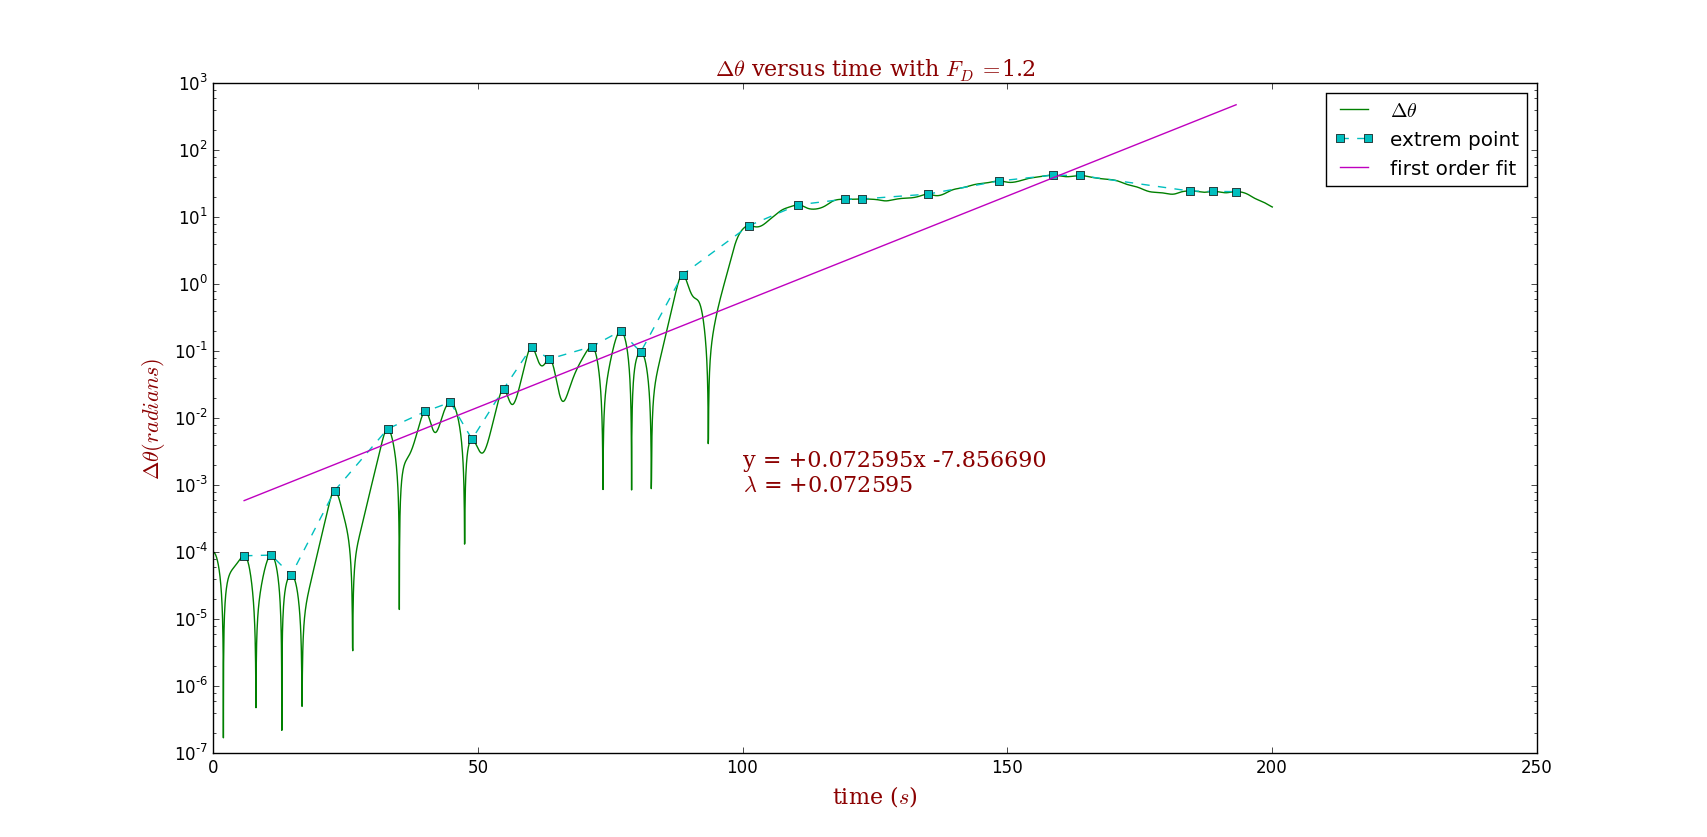 Δθ versus time with F_D =1.2
10^3
10^2
10^1
10^0
10^-1
10^-2
10^-3
10^-4
10^-5
10^-6
10^-7
Δθ(radians)
Δθ
extrem point
first order fit
y = +0.072595x -7.856690
λ = +0.072595
0 50 100 150 200 250
time (s)